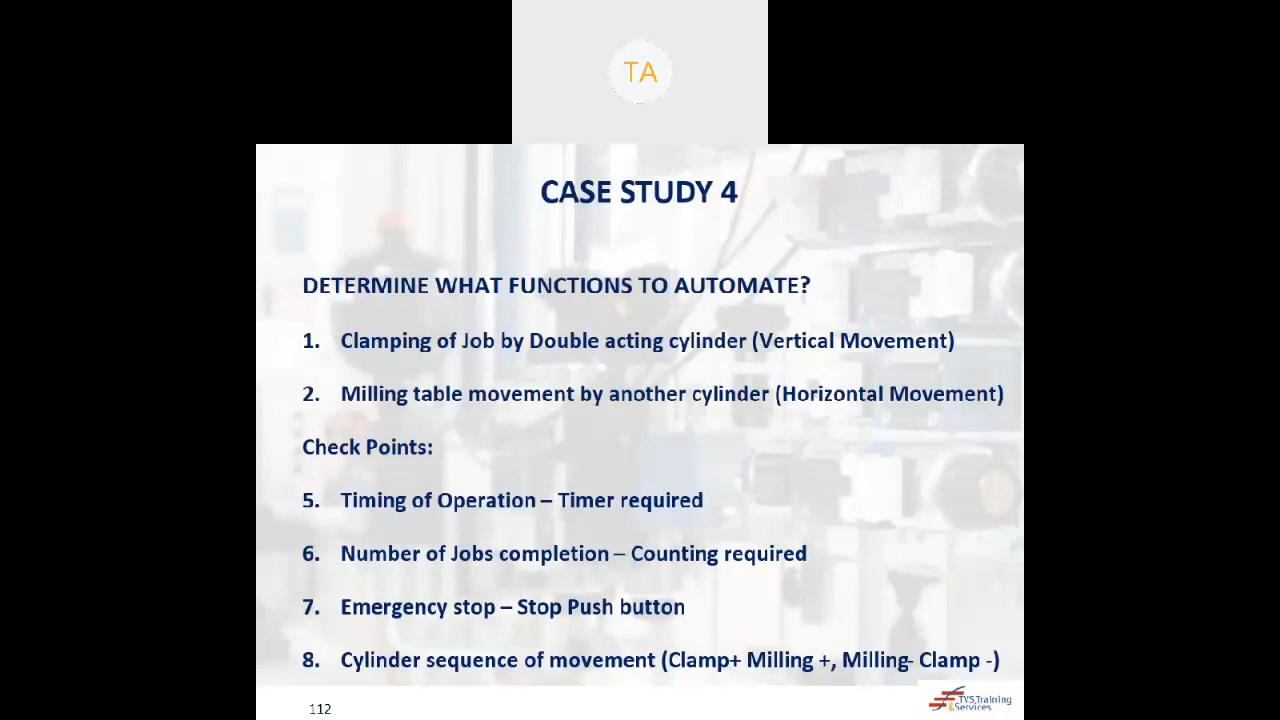 TA
CASE STUDY 4
DETERMINE WHAT FUNCTIONS TO AUTOMATE?
1. Clamping of Job by Double acting cylinder (Vertical Movement)
2. Milling table movement by another cylinder (Horizontal Movement)
Check Points:
5. Timing of Operation – Timer required
6. Number of Jobs completion – Counting required
7. Emergency stop – Stop Push button
8. Cylinder sequence of movement (Clamp+ Milling +, Milling- Clamp -)
112
TVS Training
& Services